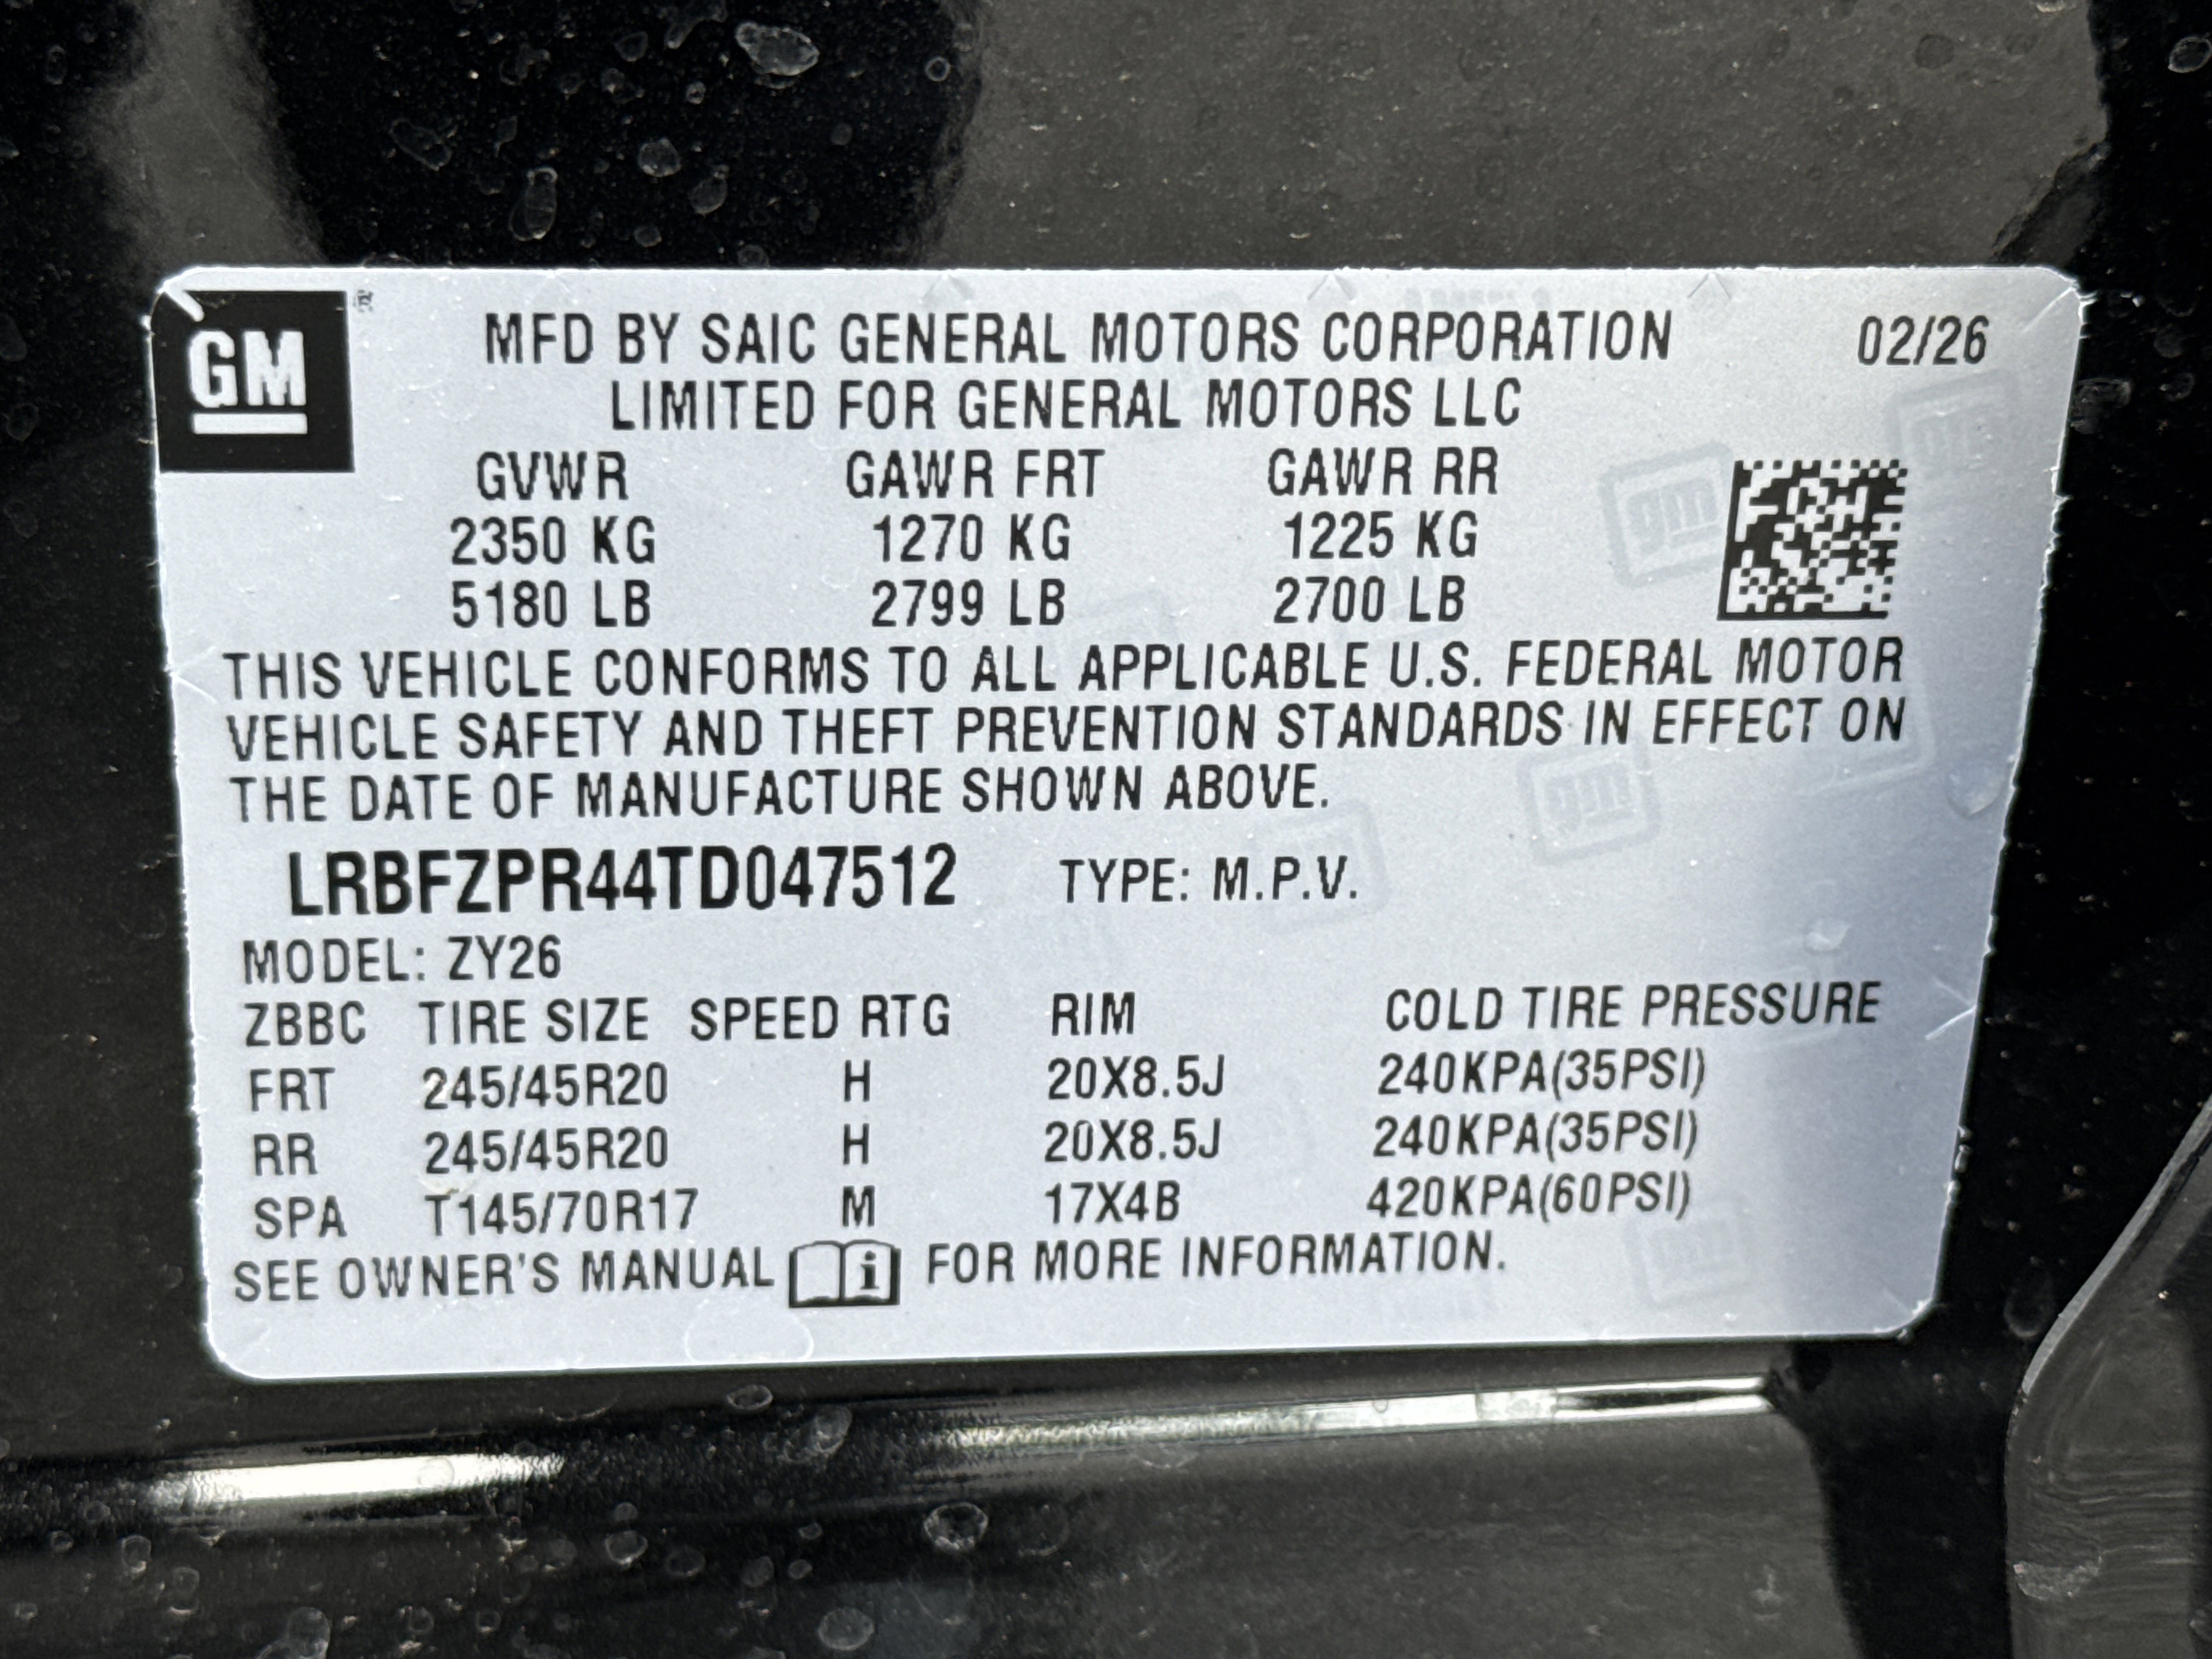 GM
MFD BY SAIC GENERAL MOTORS CORPORATION 02/26
LIMITED FOR GENERAL MOTORS LLC
GVWR GAWR FRT GAWR RR
2350 KG 1270 KG 1225 KG
5180 LB 2799 LB 2700 LB
THIS VEHICLE CONFORMS TO ALL APPLICABLE U.S. FEDERAL MOTOR
VEHICLE SAFETY AND THEFT PREVENTION STANDARDS IN EFFECT ON
THE DATE OF MANUFACTURE SHOWN ABOVE.
LRBFZPR44TD047512 TYPE: M.P.V.
MODEL: ZY26
ZBBC TIRE SIZE SPEED RTG RIM COLD TIRE PRESSURE
FRT 245/45R20 H 20X8.5J 240KPA(35PSI)
RR 245/45R20 H 20X8.5J 240KPA(35PSI)
SPA T145/70R17 M 17X4B 420KPA(60PSI)
SEE OWNER'S MANUAL i FOR MORE INFORMATION.